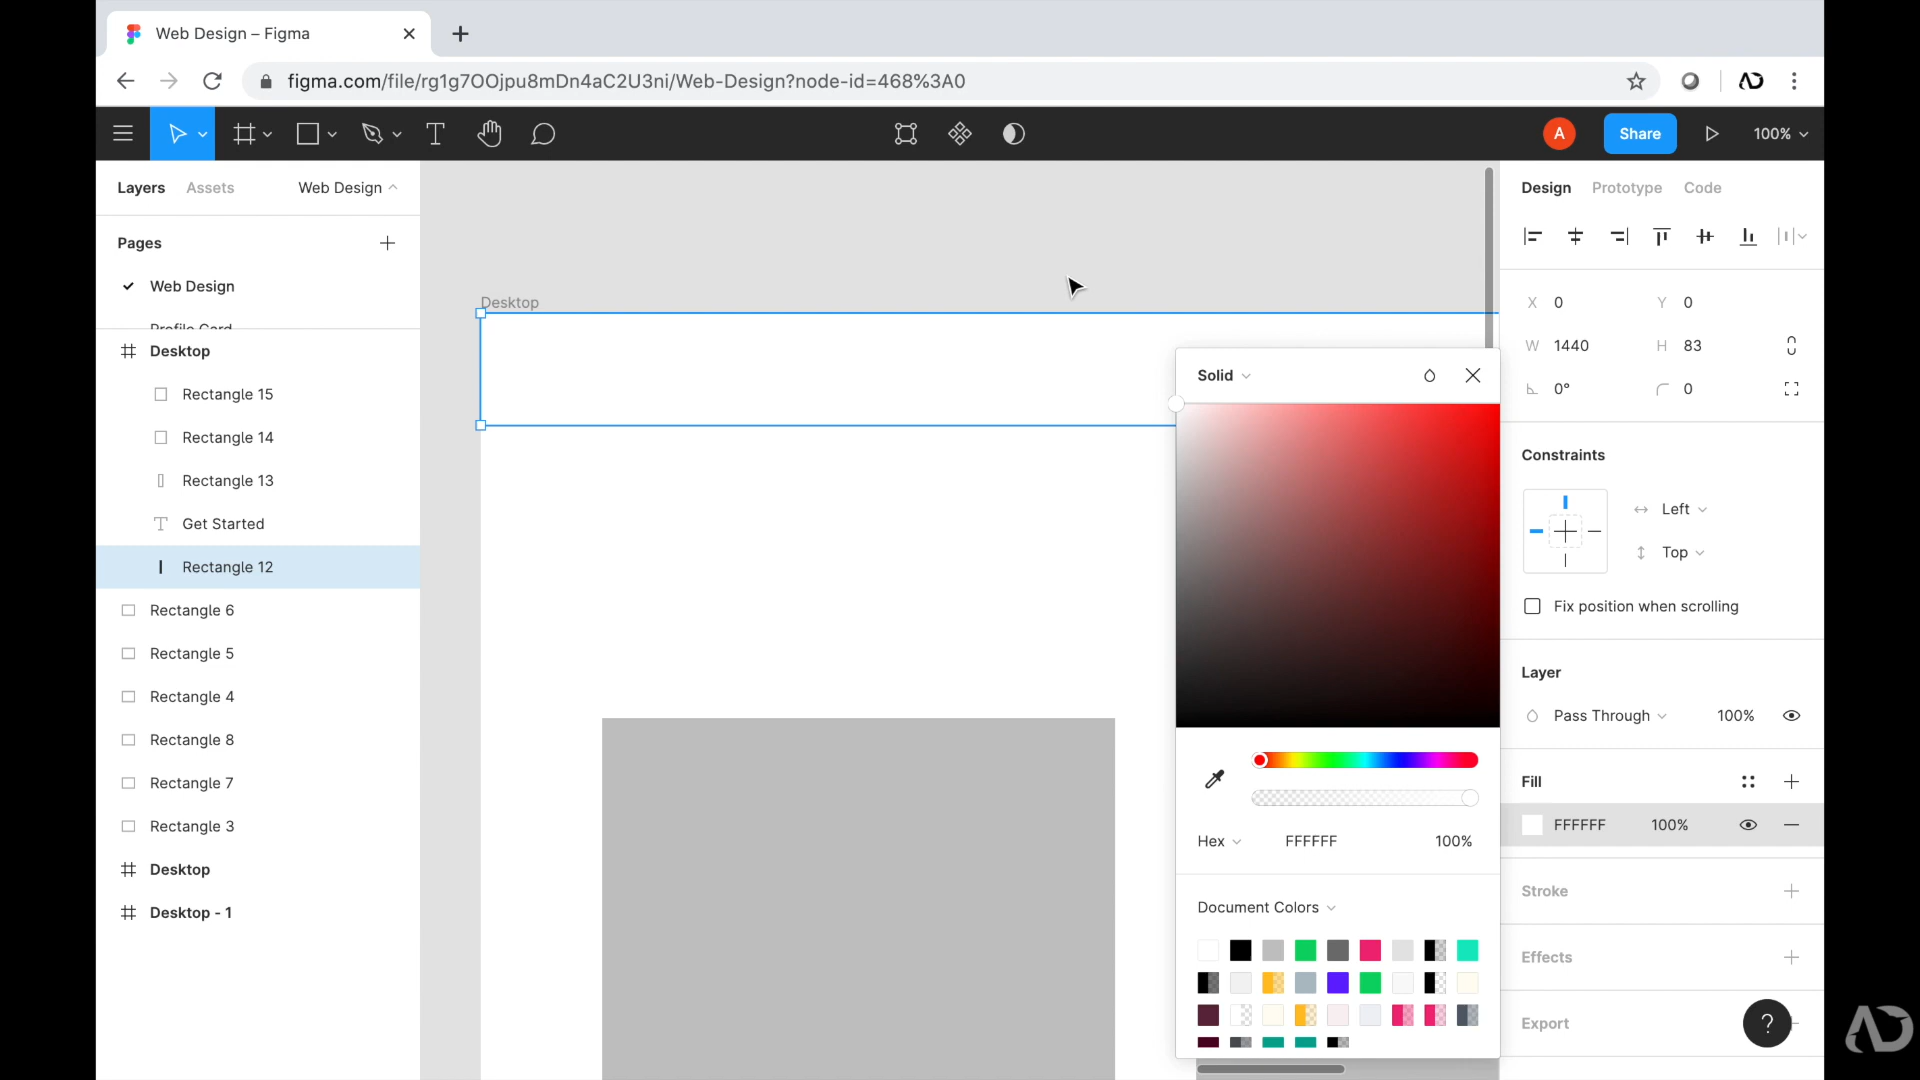 Web Design – Figma
figma.com/file/rg1g7OOjpu8mDn4aC2U3ni/Web-Design?node-id=468%3A0
A
Share
100%
Layers
Assets
Web Design
Design
Prototype
Code
Pages
Web Design
Profile Card
Desktop
Rectangle 15
Rectangle 14
Rectangle 13
Get Started
Rectangle 12
Rectangle 6
Rectangle 5
Rectangle 4
Rectangle 8
Rectangle 7
Rectangle 3
Desktop
Desktop - 1
Desktop
Solid
Hex
FFFFFF
100%
Document Colors
X 0
Y 0
W 1440
H 83
0°
0
Constraints
Left
Top
Fix position when scrolling
Layer
Pass Through
100%
Fill
FFFFFF
100%
Stroke
Effects
Export
?